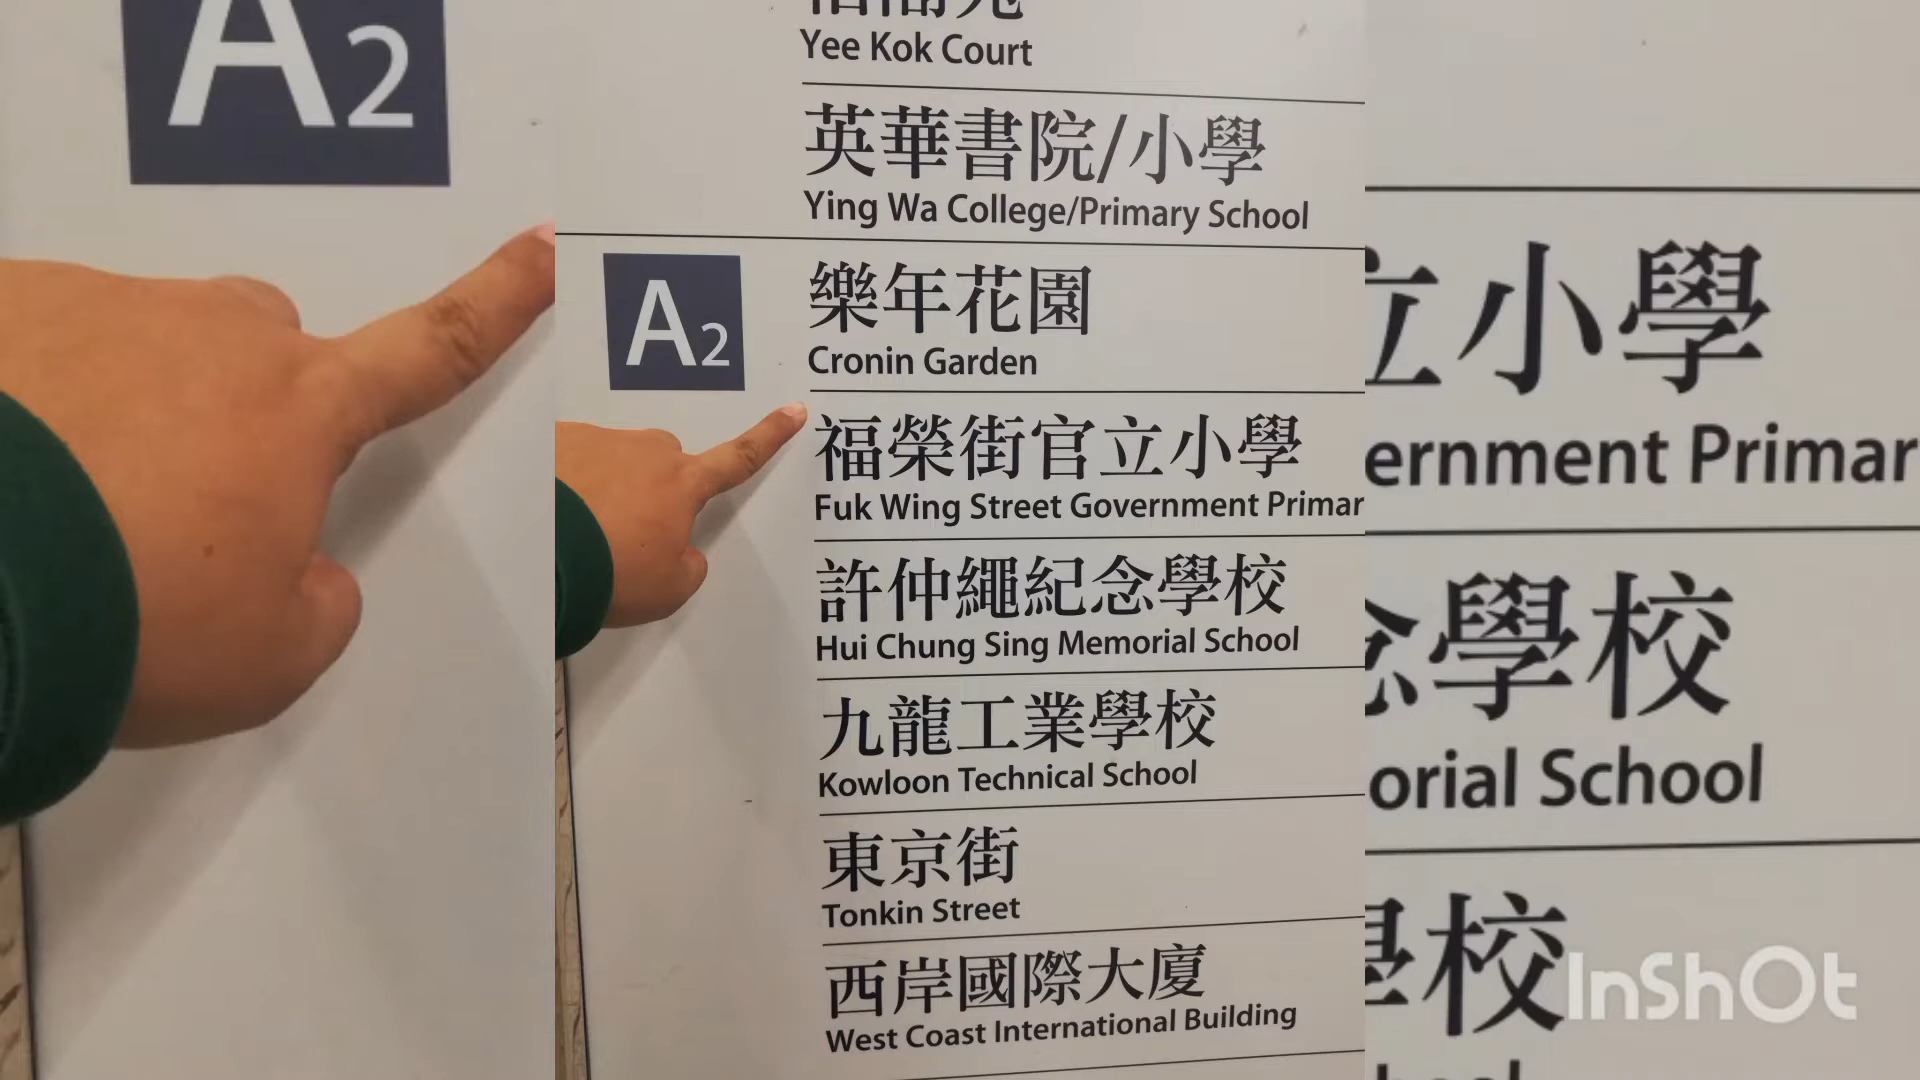 A2
Yee Kok Court
英華書院/小學
Ying Wa College/Primary School
A2
樂年花園
Cronin Garden
福榮街官立小學
Fuk Wing Street Government Primar
許仲繩紀念學校
Hui Chung Sing Memorial School
九龍工業學校
Kowloon Technical School
東京街
Tonkin Street
西岸國際大廈
West Coast International Building
立小學
ernment Primar
念學校
orial School
學校
InShOt